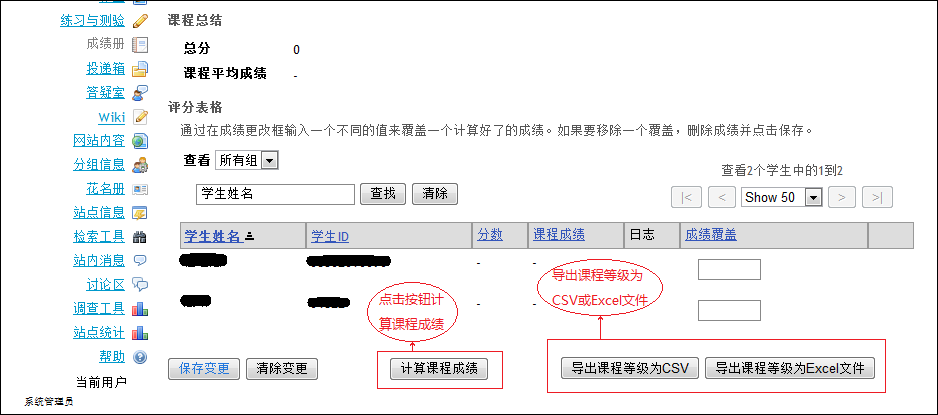 练习与测验
成绩册
投递箱
答疑室
Wiki
网站内容
分组信息
花名册
站点信息
检索工具
站内消息
讨论区
调查工具
站点统计
帮助
当前用户
系统管理员
课程总结
总分 0
课程平均成绩 -
评分表格
通过在成绩更改框输入一个不同的值来覆盖一个计算好了的成绩。如果要移除一个覆盖，删除成绩并点击保存。
查看 所有组
查看2个学生中的1到2
学生姓名 查找 清除
|< < Show 50 > >|
学生姓名 学生ID 分数 课程成绩 日志 成绩覆盖
- -
- -
点击按钮计
算课程成绩
导出课程等级为
CSV或Excel文件
保存变更 清除变更 计算课程成绩 导出课程等级为CSV 导出课程等级为Excel文件